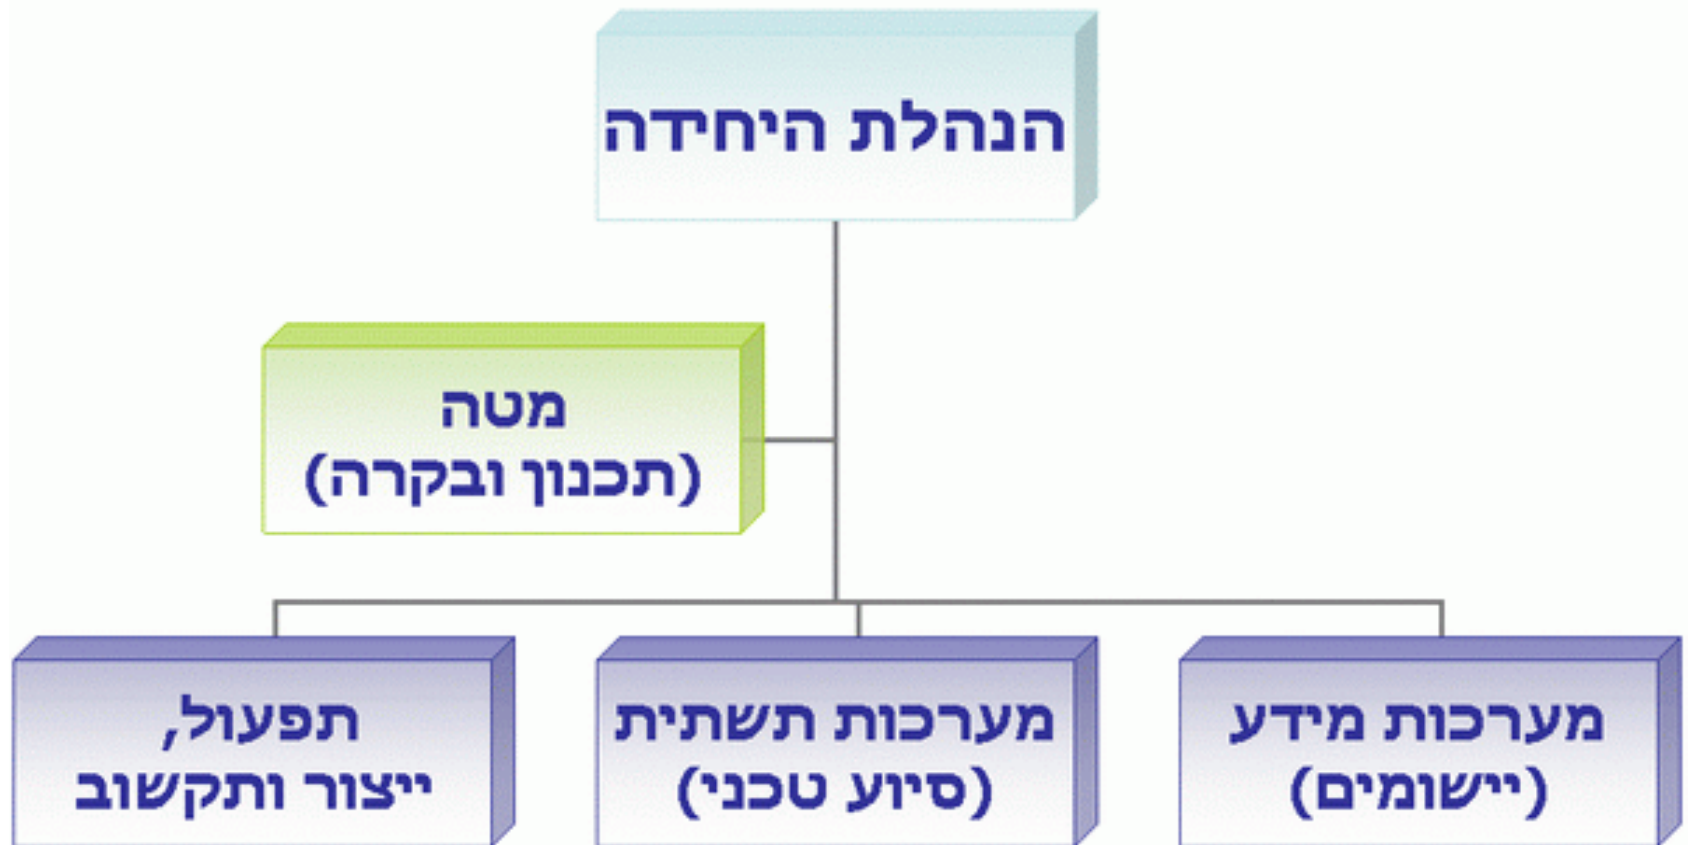 הנהלת היחידה
מטה
(תכנון ובקרה)
מערכות מידע
(יישומים)
מערכות תשתית
(סיוע טכני)
תפעול,
ייצור ותקשוב